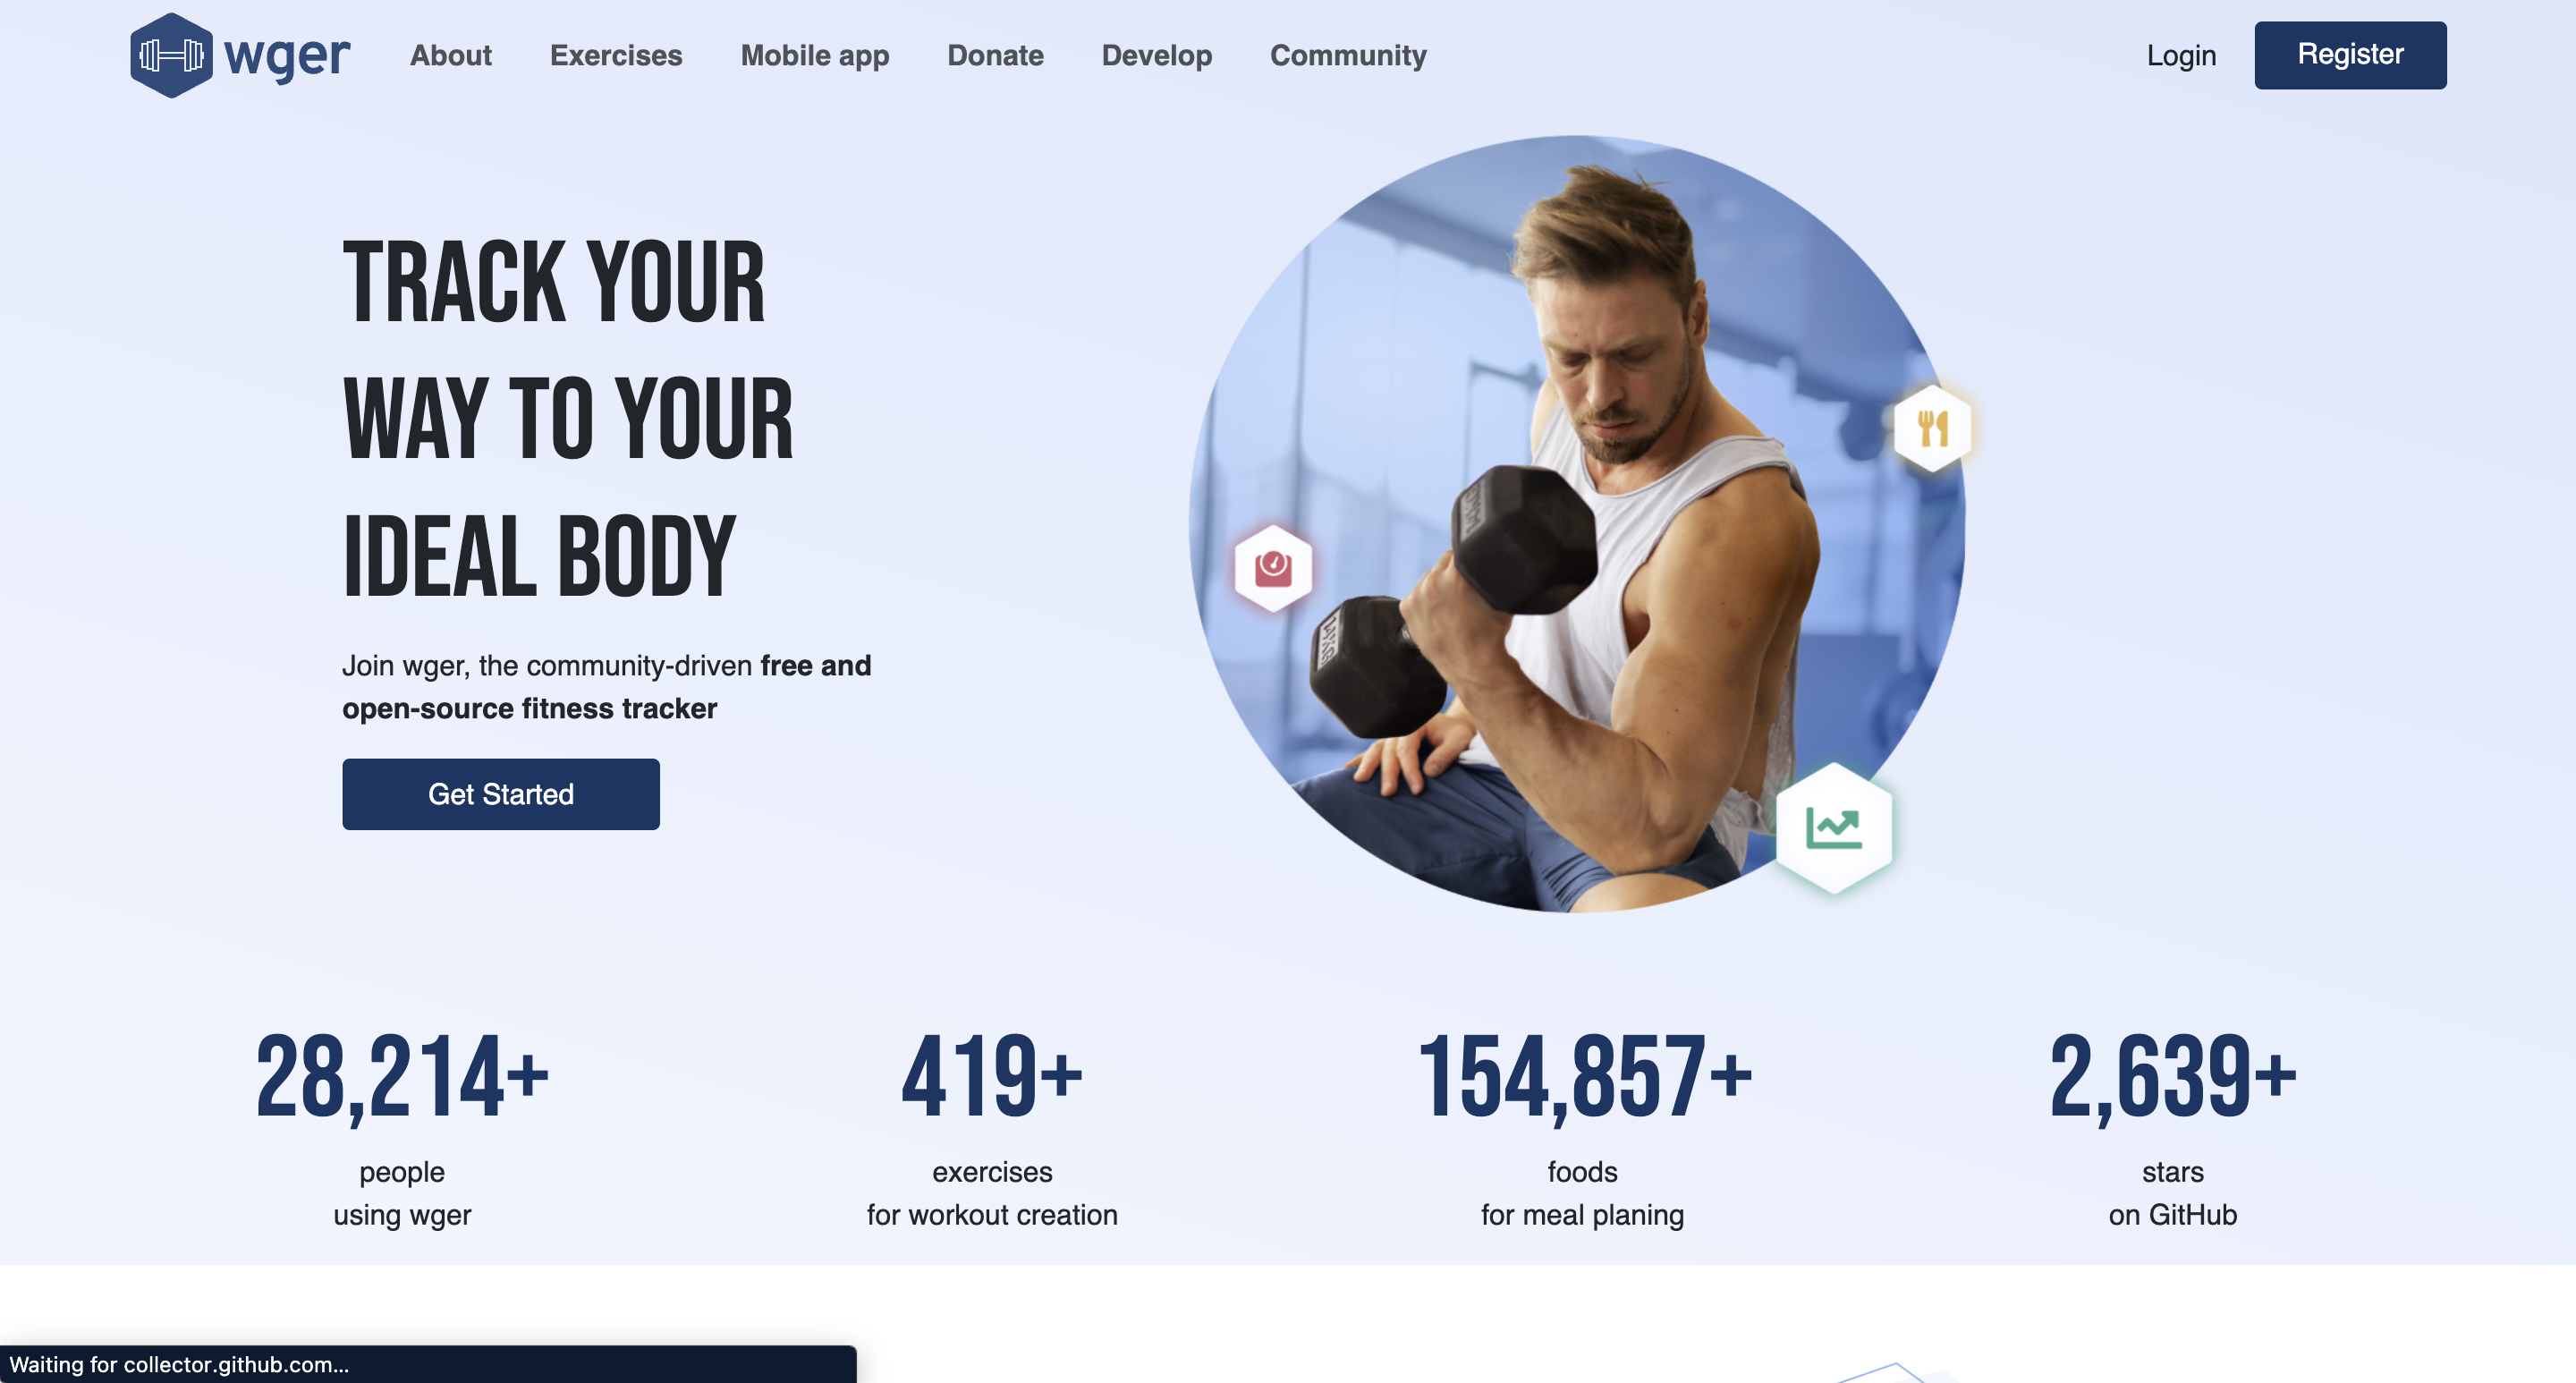 wger
About
Exercises
Mobile app
Donate
Develop
Community
Login
Register
TRACK YOUR
WAY TO YOUR
IDEAL BODY
Join wger, the community-driven free and
open-source fitness tracker
Get Started
28,214+
people
using wger
419+
exercises
for workout creation
154,857+
foods
for meal planing
2,639+
stars
on GitHub
Waiting for collector.github.com...